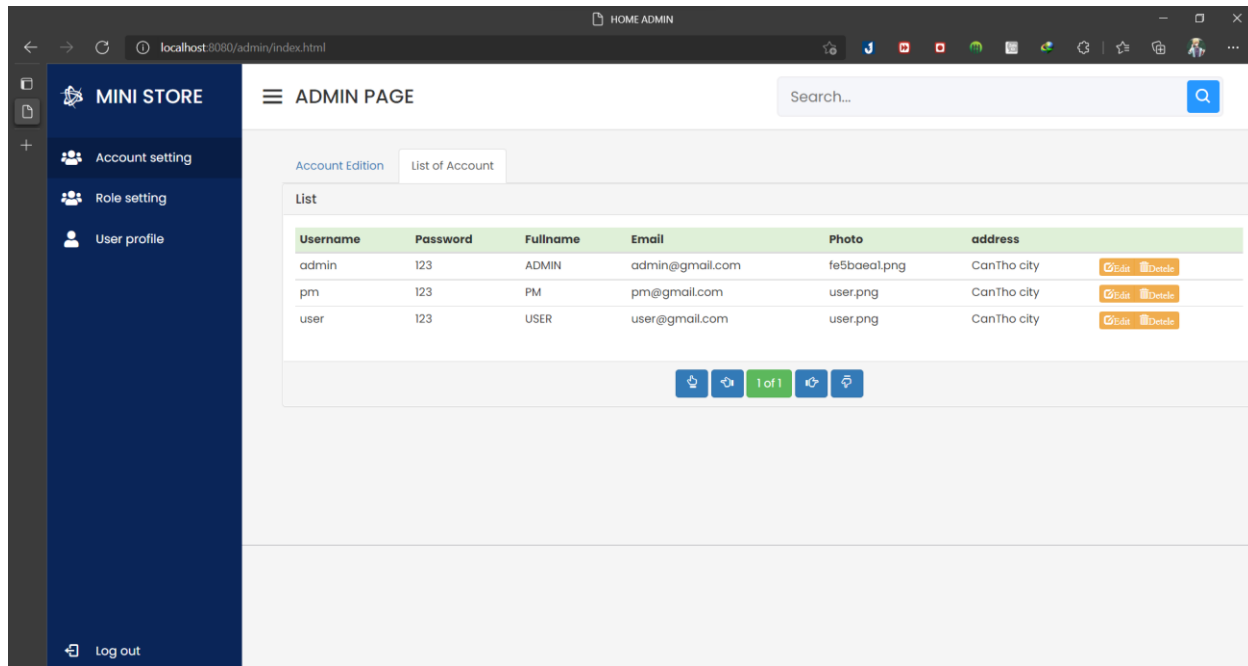 HOME ADMIN
localhost:8080/admin/index.html
MINI STORE
ADMIN PAGE
Search...
Account setting
Role setting
User profile
Account Edition List of Account
List
Username Password Fullname Email Photo address
admin 123 ADMIN admin@gmail.com fe5baea1.png CanTho city Edit Detele
pm 123 PM pm@gmail.com user.png CanTho city Edit Detele
user 123 USER user@gmail.com user.png CanTho city Edit Detele
1 of 1
Log out